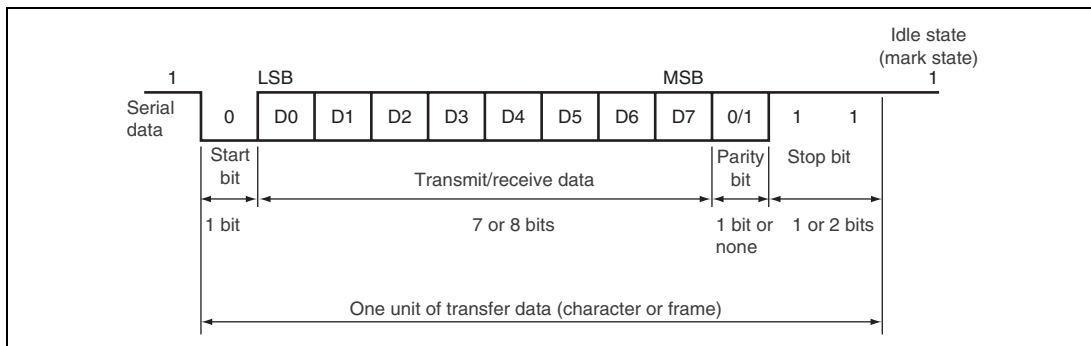 Idle state
(mark state)
1 LSB MSB 1
Serial data
0 D0 D1 D2 D3 D4 D5 D6 D7 0/1 1 1
Start bit
Transmit/receive data
Parity bit
Stop bit
1 bit
7 or 8 bits
1 bit or none
1 or 2 bits
One unit of transfer data (character or frame)